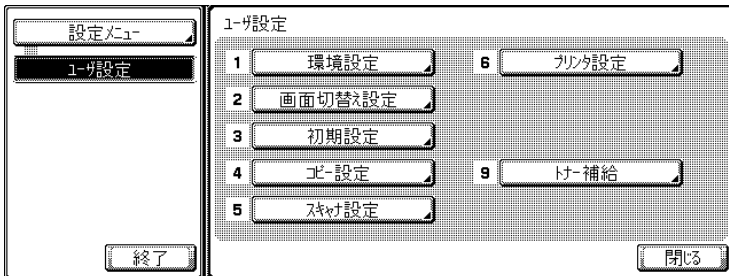 設定メニュー
ユーザ設定
終了
ユーザ設定
1 環境設定
2 画面切替え設定
3 初期設定
4 コピー設定
5 スキャナ設定
6 プリンタ設定
9 トナー補給
閉じる